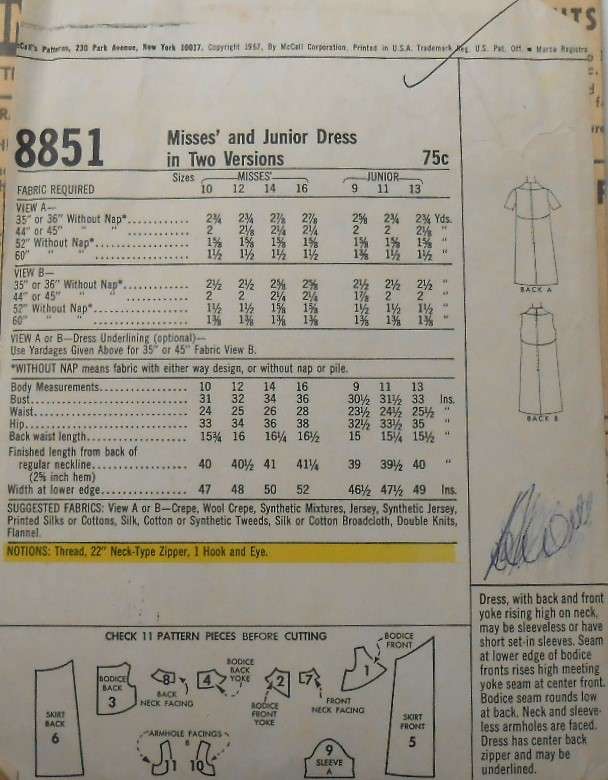 McCall's Patterns, 230 Park Avenue, New York 10017. Copyright 1967, By McCall Corporation, Printed in U.S.A. Trademark Reg. U.S. Pat. Off. • Marca Registra
8851
Misses' and Junior Dress
in Two Versions 75c
Sizes MISSES' JUNIOR
FABRIC REQUIRED 10 12 14 16 9 11 13
VIEW A—
35" or 36" Without Nap*............ 2¾ 2¾ 2⅞ 2⅞ 2⅝ 2¾ 2¾ Yds.
44" or 45" " " ............ 2 2⅛ 2¼ 2¼ 2 2 2⅛ "
52" Without Nap*.................. 1⅝ 1⅝ 1⅝ 1⅝ 1⅝ 1⅝ 1⅝ "
60" " " .................. 1½ 1½ 1½ 1½ 1⅜ 1½ 1½ "
VIEW B—
35" or 36" Without Nap*............ 2½ 2½ 2⅝ 2⅝ 2½ 2½ 2½ "
44" or 45" " " ............ 2 2 2¼ 2¼ 1⅞ 2 2 "
52" Without Nap*.................. 1½ 1½ 1⅝ 1⅝ 1½ 1½ 1½ "
60" " " .................. 1⅜ 1⅜ 1⅜ 1⅜ 1⅜ 1⅜ 1⅜ "
VIEW A or B—Dress Underlining (optional)—
Use Yardages Given Above for 35" or 45" Fabric View B.
*WITHOUT NAP means fabric with either way design, or without nap or pile.
Body Measurements.................. 10 12 14 16 9 11 13
Bust.............................. 31 32 34 36 30½ 31½ 33 Ins.
Waist............................. 24 25 26 28 23½ 24½ 25½ "
Hip............................... 33 34 36 38 32½ 33½ 35 "
Back waist length................. 15¾ 16 16¼ 16½ 15 15¼ 15½ "
Finished length from back of
regular neckline.................. 40 40½ 41 41¼ 39 39½ 40 "
(2⅝ inch hem)
Width at lower edge............... 47 48 50 52 46½ 47½ 49 Ins.
SUGGESTED FABRICS: View A or B—Crepe, Wool Crepe, Synthetic Mixtures, Jersey, Synthetic Jersey,
Printed Silks or Cottons, Silk, Cotton or Synthetic Tweeds, Silk or Cotton Broadcloth, Double Knits,
Flannel.
NOTIONS: Thread, 22" Neck-Type Zipper, 1 Hook and Eye.
BACK A
BACK B
Dress, with back and front
yoke rising high on neck,
may be sleeveless or have
short set-in sleeves. Seam
at lower edge of bodice
fronts rises high meeting
yoke seam at center front.
Bodice seam rounds low
at back. Neck and sleeve-
less armholes are faced.
Dress has center back
zipper and may be
underlined.
CHECK 11 PATTERN PIECES BEFORE CUTTING
SKIRT
BACK
6
BODICE
BACK
3
8
BACK
NECK FACING
4
BODICE
BACK
YOKE
2
BODICE
FRONT
YOKE
7
FRONT
NECK FACING
BODICE
FRONT
1
SKIRT
FRONT
5
ARMHOLE FACINGS
B
11 10
9
SLEEVE
A